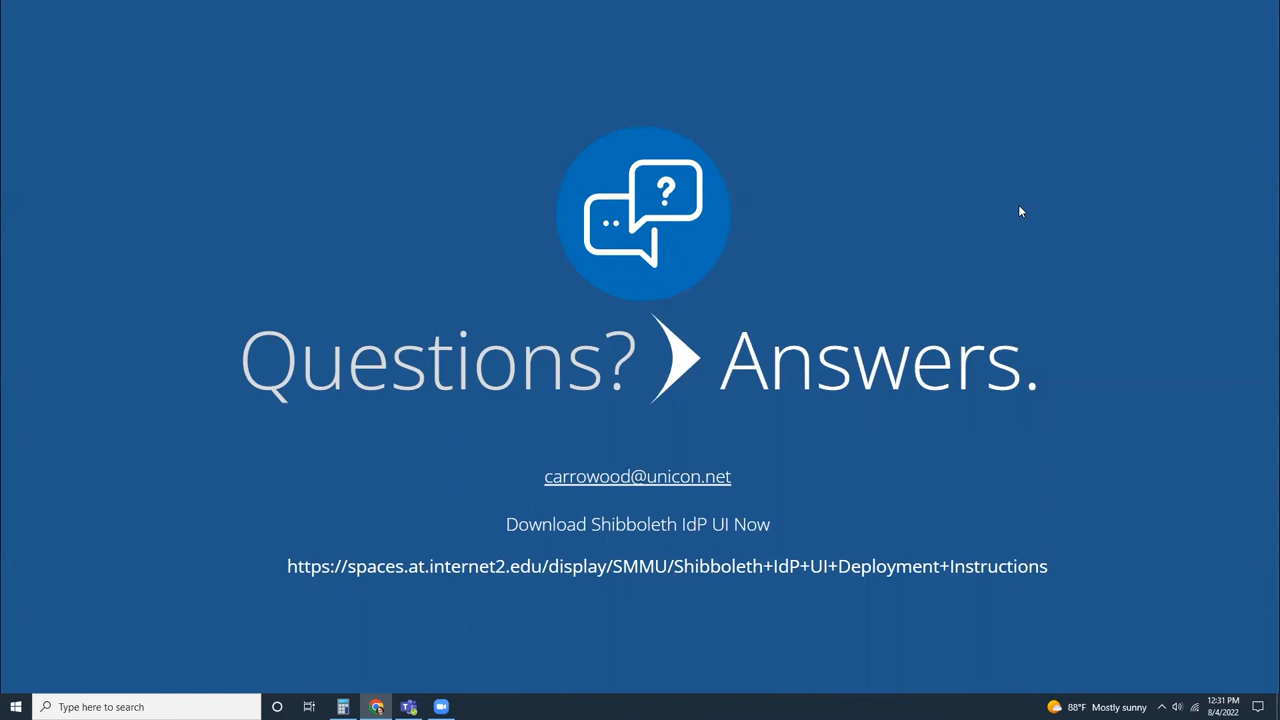 ?
Questions? Answers.
carrowood@unicon.net
Download Shibboleth IdP UI Now
https://spaces.at.internet2.edu/display/SMMU/Shibboleth+IdP+UI+Deployment+Instructions
Type here to search
88°F Mostly sunny
12:31 PM
8/4/2022